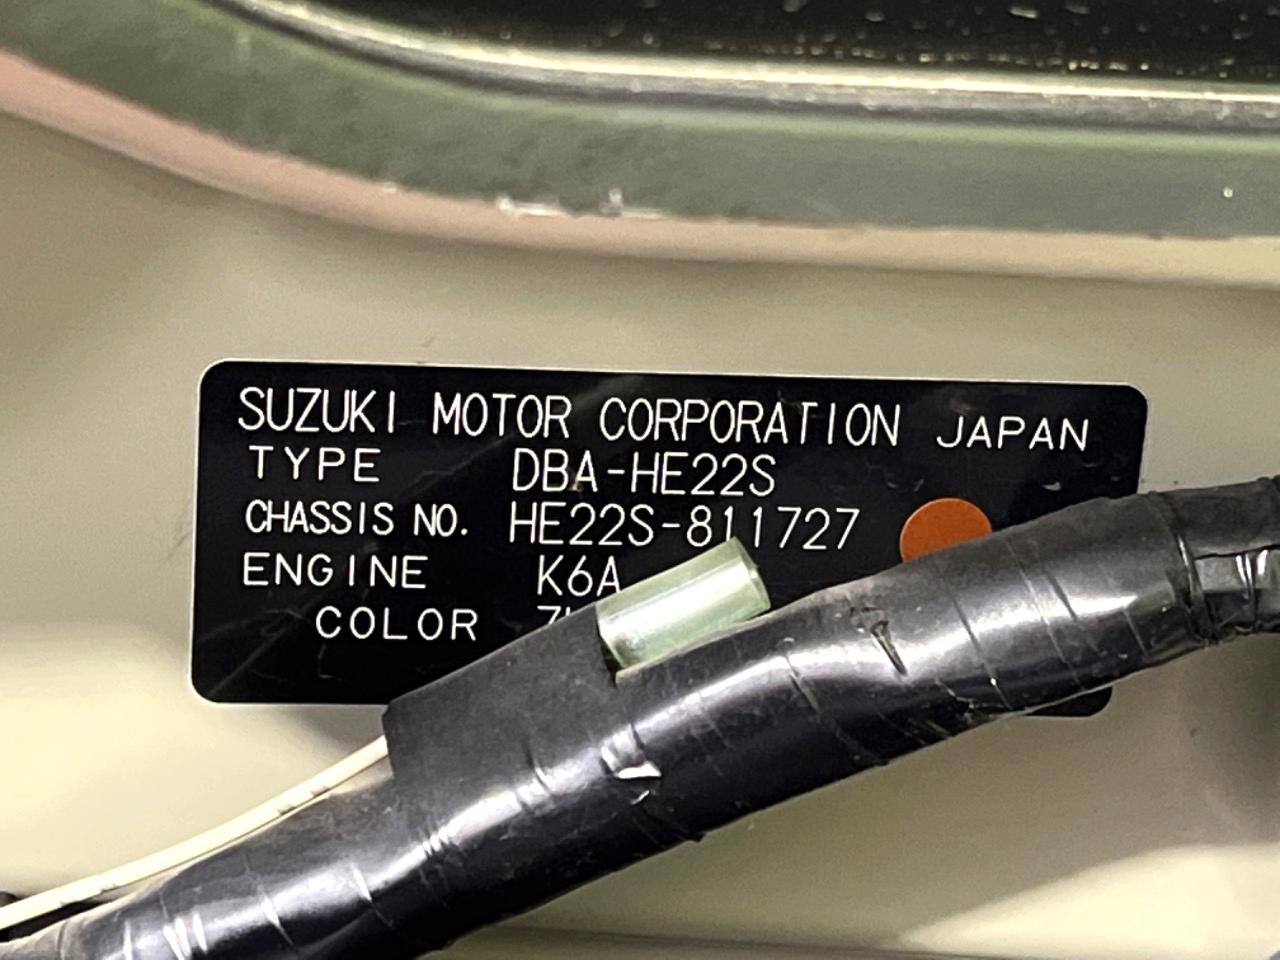 SUZUKI MOTOR CORPORATION JAPAN
TYPE DBA-HE22S
CHASSIS NO. HE22S-811727
ENGINE K6A
COLOR